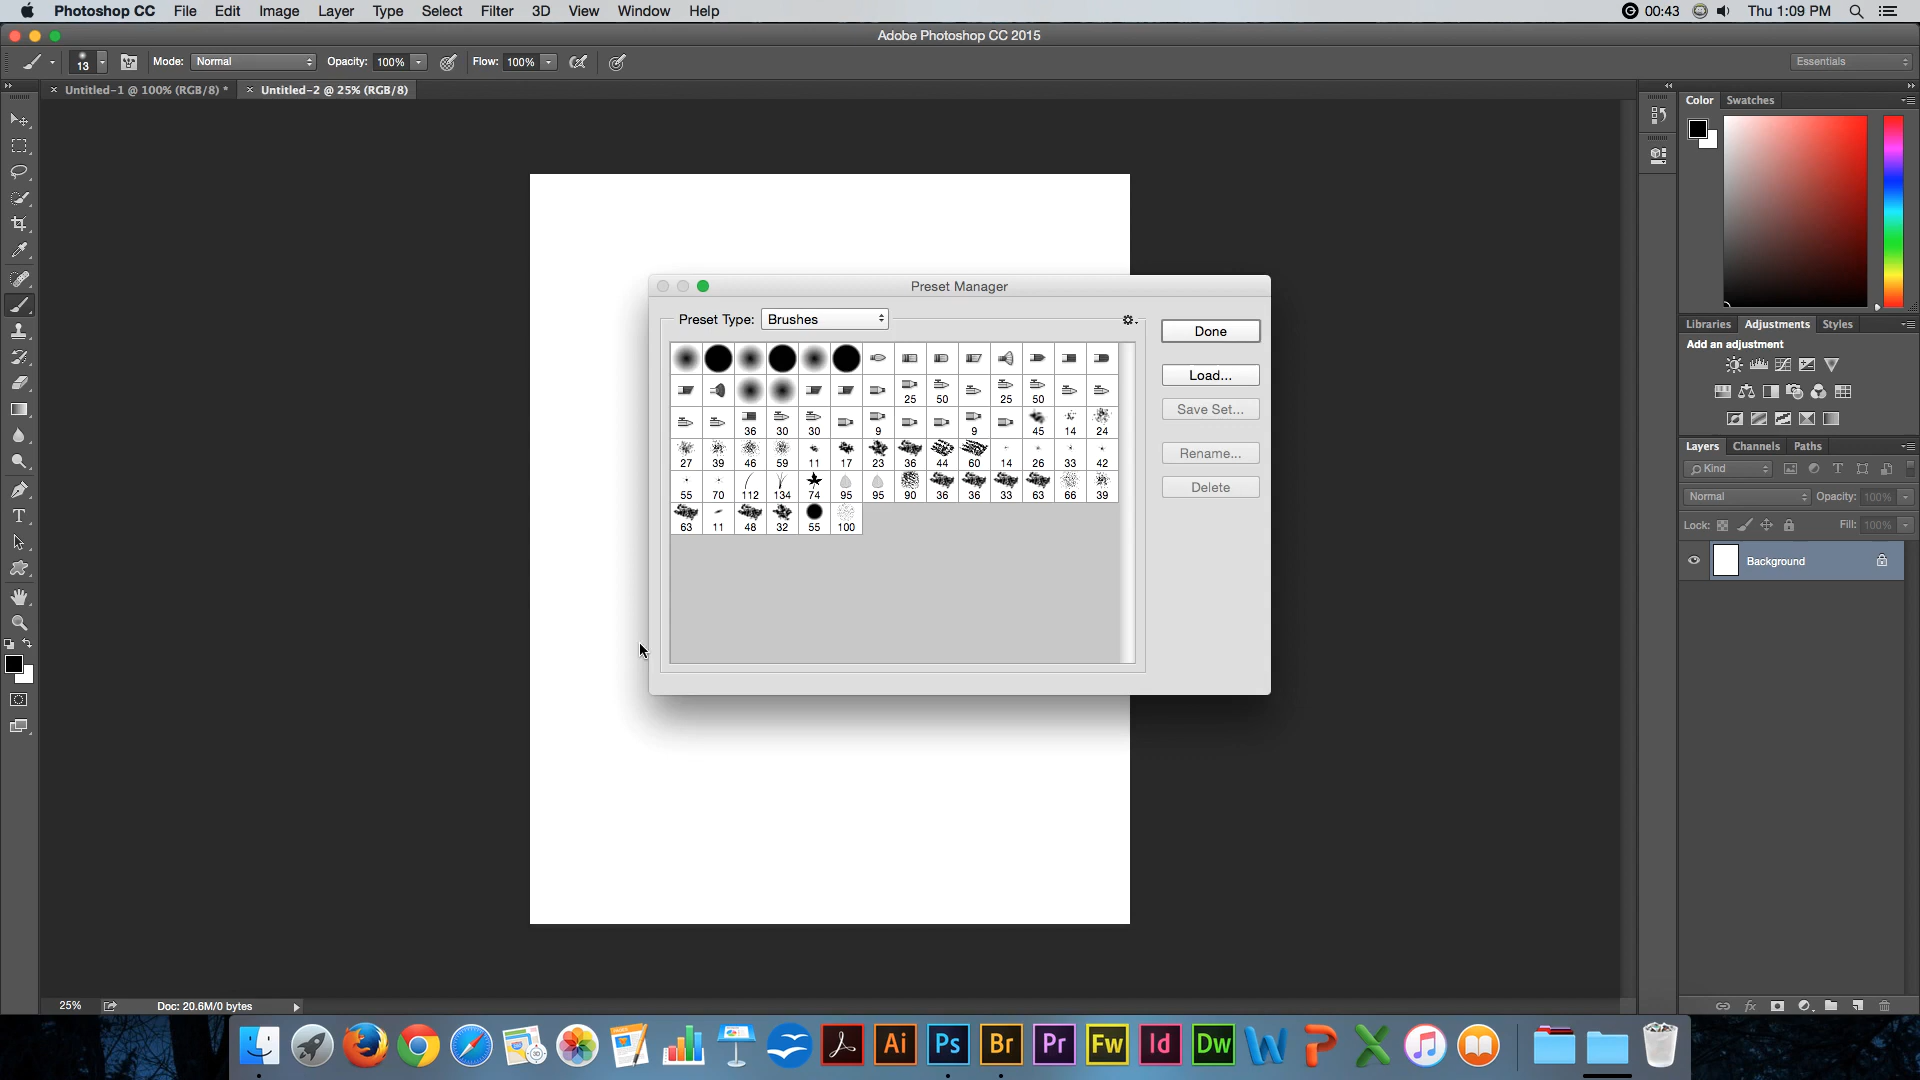 Photoshop CC File Edit Image Layer Type Select Filter 3D View Window Help 00:43 Thu 1:09 PM
Adobe Photoshop CC 2015
13 Mode: Normal Opacity: 100% Flow: 100% Essentials
× Untitled-1 @ 100% (RGB/8) * × Untitled-2 @ 25% (RGB/8)
Color Swatches
Preset Manager
Preset Type: Brushes
Done
Load...
Save Set...
Rename...
Delete
25 50 25 50
36 30 30 9 9 45 14 24
27 39 46 59 11 17 23 36 44 60 14 26 33 42
55 70 112 134 74 95 95 90 36 36 33 63 66 39
63 11 48 32 55 100
Libraries Adjustments Styles
Add an adjustment
Layers Channels Paths
Kind
Normal Opacity: 100%
Lock: Fill: 100%
Background
fx
T
25% Doc: 20.6M/0 bytes
Ai Ps Br Pr Fw Id Dw